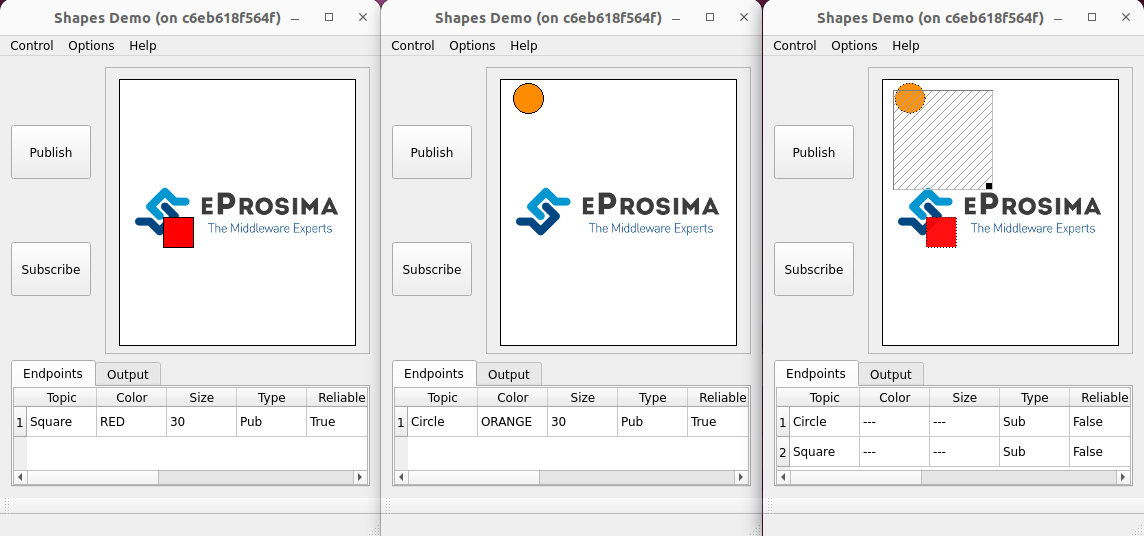 Shapes Demo (on c6eb618f564f)
Control Options Help
Publish
EPROSIMA
The Middleware Experts
Subscribe
Endpoints Output
Topic Color Size Type Reliable
1 Square RED 30 Pub True
Shapes Demo (on c6eb618f564f)
Control Options Help
Publish
EPROSIMA
The Middleware Experts
Subscribe
Endpoints Output
Topic Color Size Type Reliable
1 Circle ORANGE 30 Pub True
Shapes Demo (on c6eb618f564f)
Control Options Help
Publish
EPROSIMA
The Middleware Experts
Subscribe
Endpoints Output
Topic Color Size Type Reliable
1 Circle --- --- Sub False
2 Square --- --- Sub False